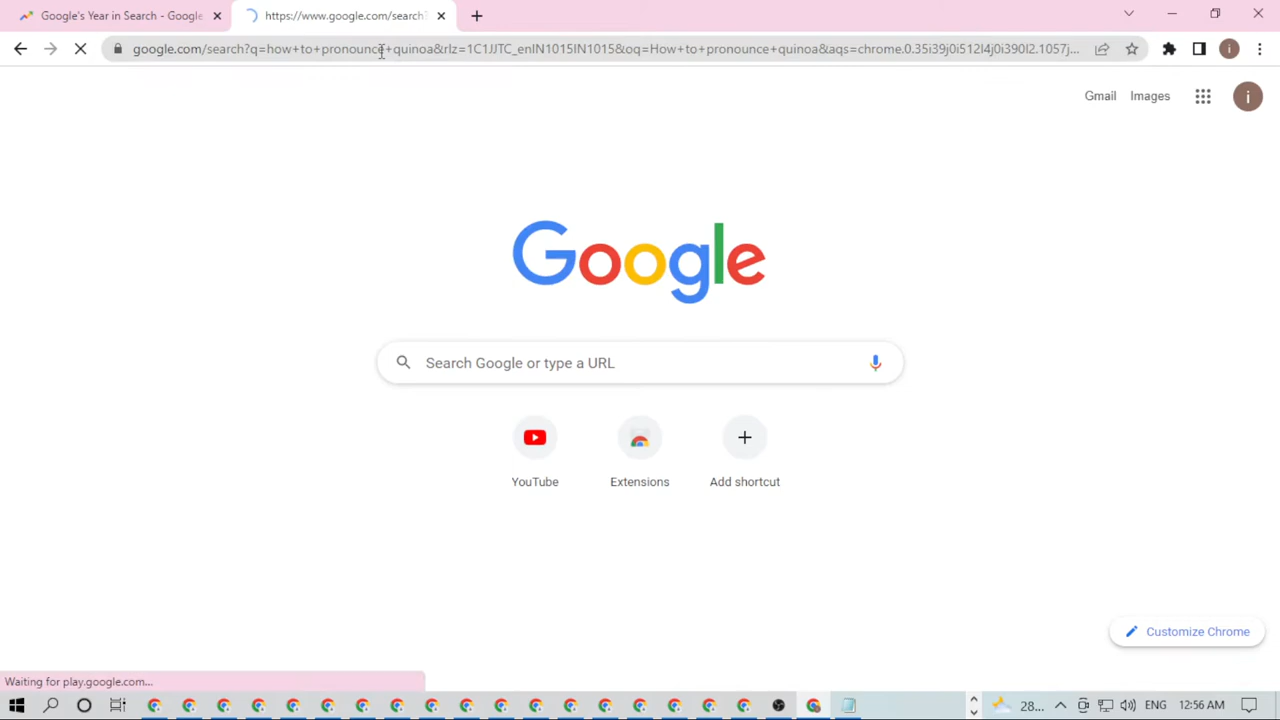 Google's Year in Search - Google
https://www.google.com/search?
google.com/search?q=how+to+pronounce+quinoa&rlz=1C1JJTC_enIN1015IN1015&oq=How+to+pronounce+quinoa&aqs=chrome.0.35i39j0i512l4j0i390l2.1057j...
i
Gmail
Images
i
Google
Search Google or type a URL
YouTube
Extensions
Add shortcut
Customize Chrome
Waiting for play.google.com...
28...
ENG
12:56 AM